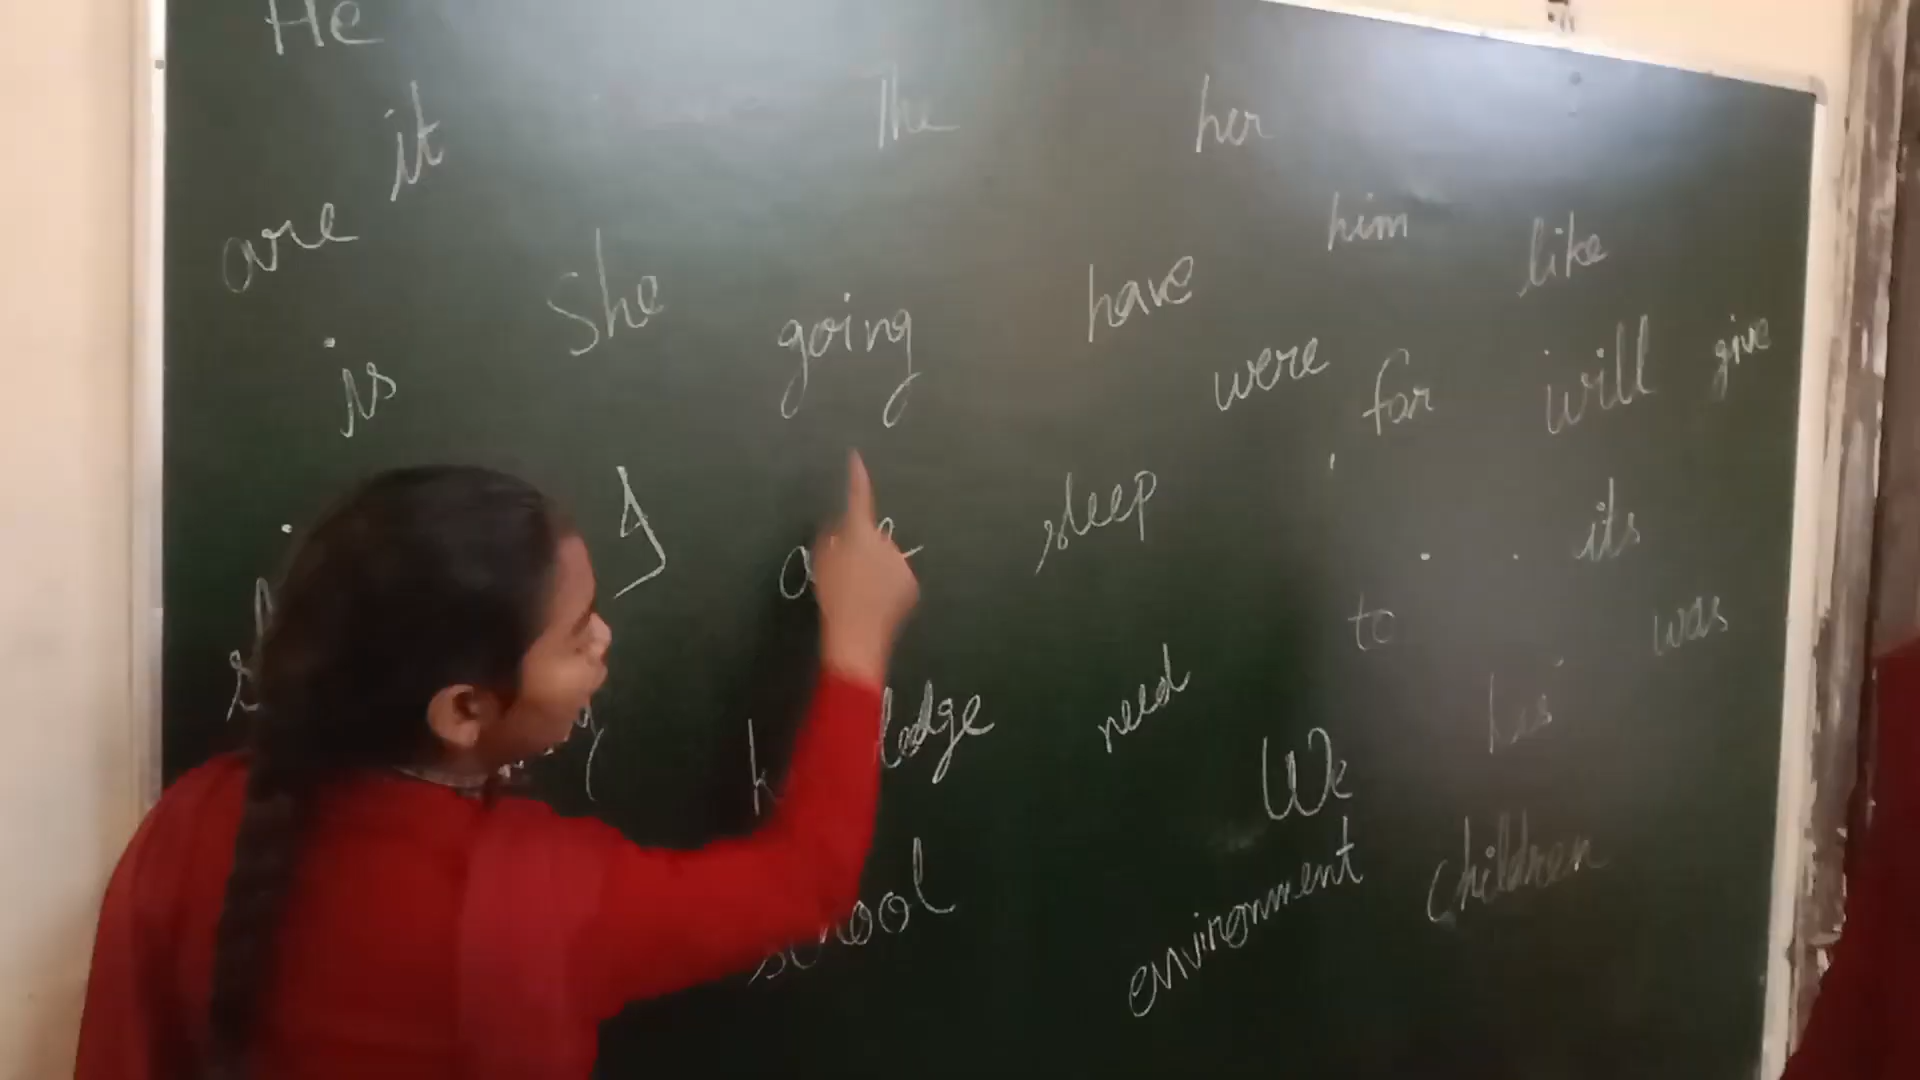 He
it The her
are him like
She going have
is were for will give
I sleep its
to was
need his
We
school environment children